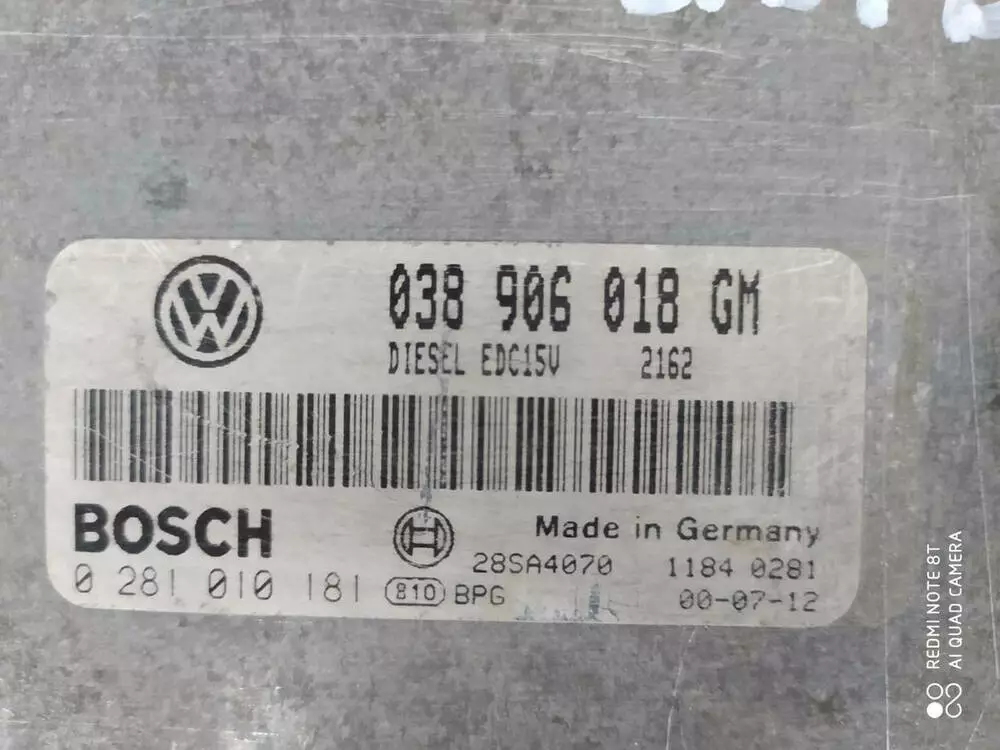 038 906 018 GM
DIESEL EDC15V 2162
BOSCH
Made in Germany
28SA4070 1184 0281
0 281 010 181 810 BPG 00-07-12
REDMI NOTE 8T
AI QUAD CAMERA